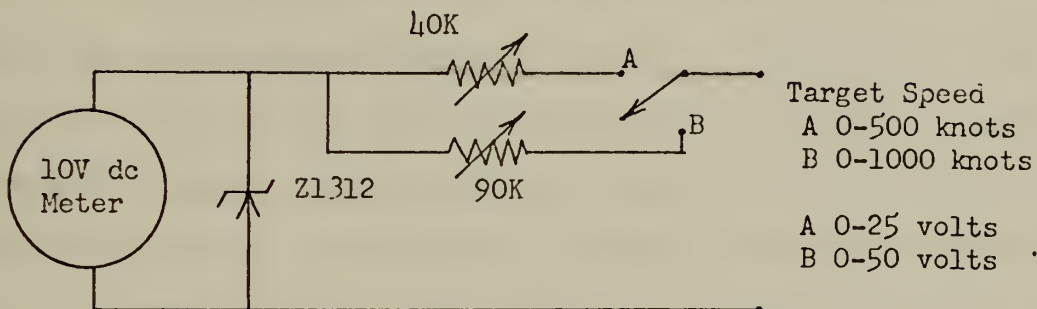 40K
A
Target Speed
A 0-500 knots
B 0-1000 knots
B
10V dc
Meter
Z1312
90K
A 0-25 volts
B 0-50 volts